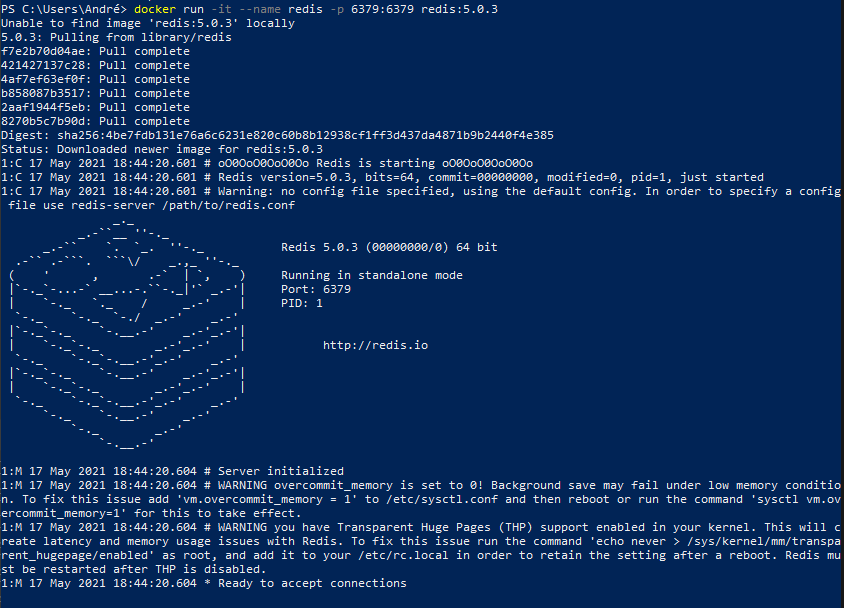 PS C:\Users\André> docker run -it --name redis -p 6379:6379 redis:5.0.3
Unable to find image 'redis:5.0.3' locally
5.0.3: Pulling from library/redis
f7e2b70d04ae: Pull complete
421427137c28: Pull complete
4af7ef63ef0f: Pull complete
b858087b3517: Pull complete
2aaf1944f5eb: Pull complete
8270b5c7b90d: Pull complete
Digest: sha256:4be7fdb131e76a6c6231e820c60b8b12938cf1ff3d437da4871b9b2440f4e385
Status: Downloaded newer image for redis:5.0.3
1:C 17 May 2021 18:44:20.601 # oO0OoO0OoO0Oo Redis is starting oO0OoO0OoO0Oo
1:C 17 May 2021 18:44:20.601 # Redis version=5.0.3, bits=64, commit=00000000, modified=0, pid=1, just started
1:C 17 May 2021 18:44:20.601 # Warning: no config file specified, using the default config. In order to specify a config
file use redis-server /path/to/redis.conf
Redis 5.0.3 (00000000/0) 64 bit
Running in standalone mode
Port: 6379
PID: 1
http://redis.io
1:M 17 May 2021 18:44:20.604 # Server initialized
1:M 17 May 2021 18:44:20.604 # WARNING overcommit_memory is set to 0! Background save may fail under low memory conditio
n. To fix this issue add 'vm.overcommit_memory = 1' to /etc/sysctl.conf and then reboot or run the command 'sysctl vm.ov
ercommit_memory=1' for this to take effect.
1:M 17 May 2021 18:44:20.604 # WARNING you have Transparent Huge Pages (THP) support enabled in your kernel. This will c
reate latency and memory usage issues with Redis. To fix this issue run the command 'echo never > /sys/kernel/mm/transpa
rent_hugepage/enabled' as root, and add it to your /etc/rc.local in order to retain the setting after a reboot. Redis mu
st be restarted after THP is disabled.
1:M 17 May 2021 18:44:20.604 * Ready to accept connections